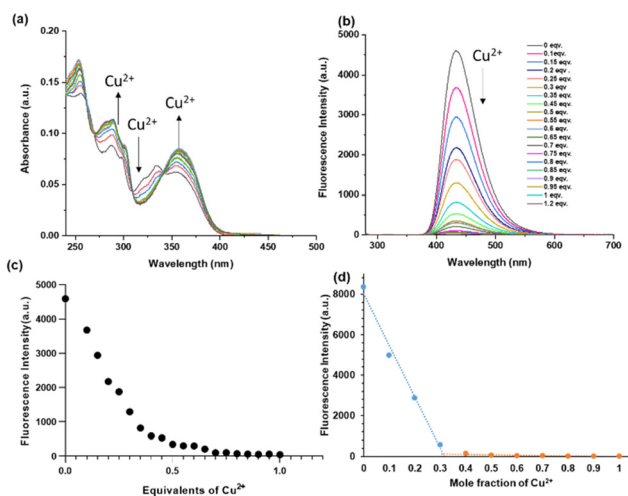 (a)
0.20
0.15
0.10
0.05
0.00
Absorbance (a.u.)
Cu2+
Cu2+
Cu2+
250 300 350 400 450 500
Wavelength (nm)
(b)
5000
4000
3000
2000
1000
0
Fluorescence Intensity (a.u.)
Cu2+
0 eqv.
0.1eqv.
0.15 eqv.
0.2 eqv .
0.25 eqv.
0.3 eqv
0.35 eqv.
0.45 eqv.
0.5 eqv.
0.55 eqv.
0.6 eqv.
0.65 eqv.
0.7 eqv.
0.75 eqv.
0.8 eqv.
0.85 eqv.
0.9 eqv.
0.95 eqv.
1 eqv.
1.2 eqv.
300 400 500 600 700
Wavelength (nm)
(c)
5000
4000
3000
2000
1000
0
Fluorescence Intensity (a.u.)
0.0 0.5 1.0
Equivalents of Cu2+
(d)
8000
6000
4000
2000
0
Fluorescence Intensity (a.u.)
0 0.1 0.2 0.3 0.4 0.5 0.6 0.7 0.8 0.9 1
Mole fraction of Cu2+